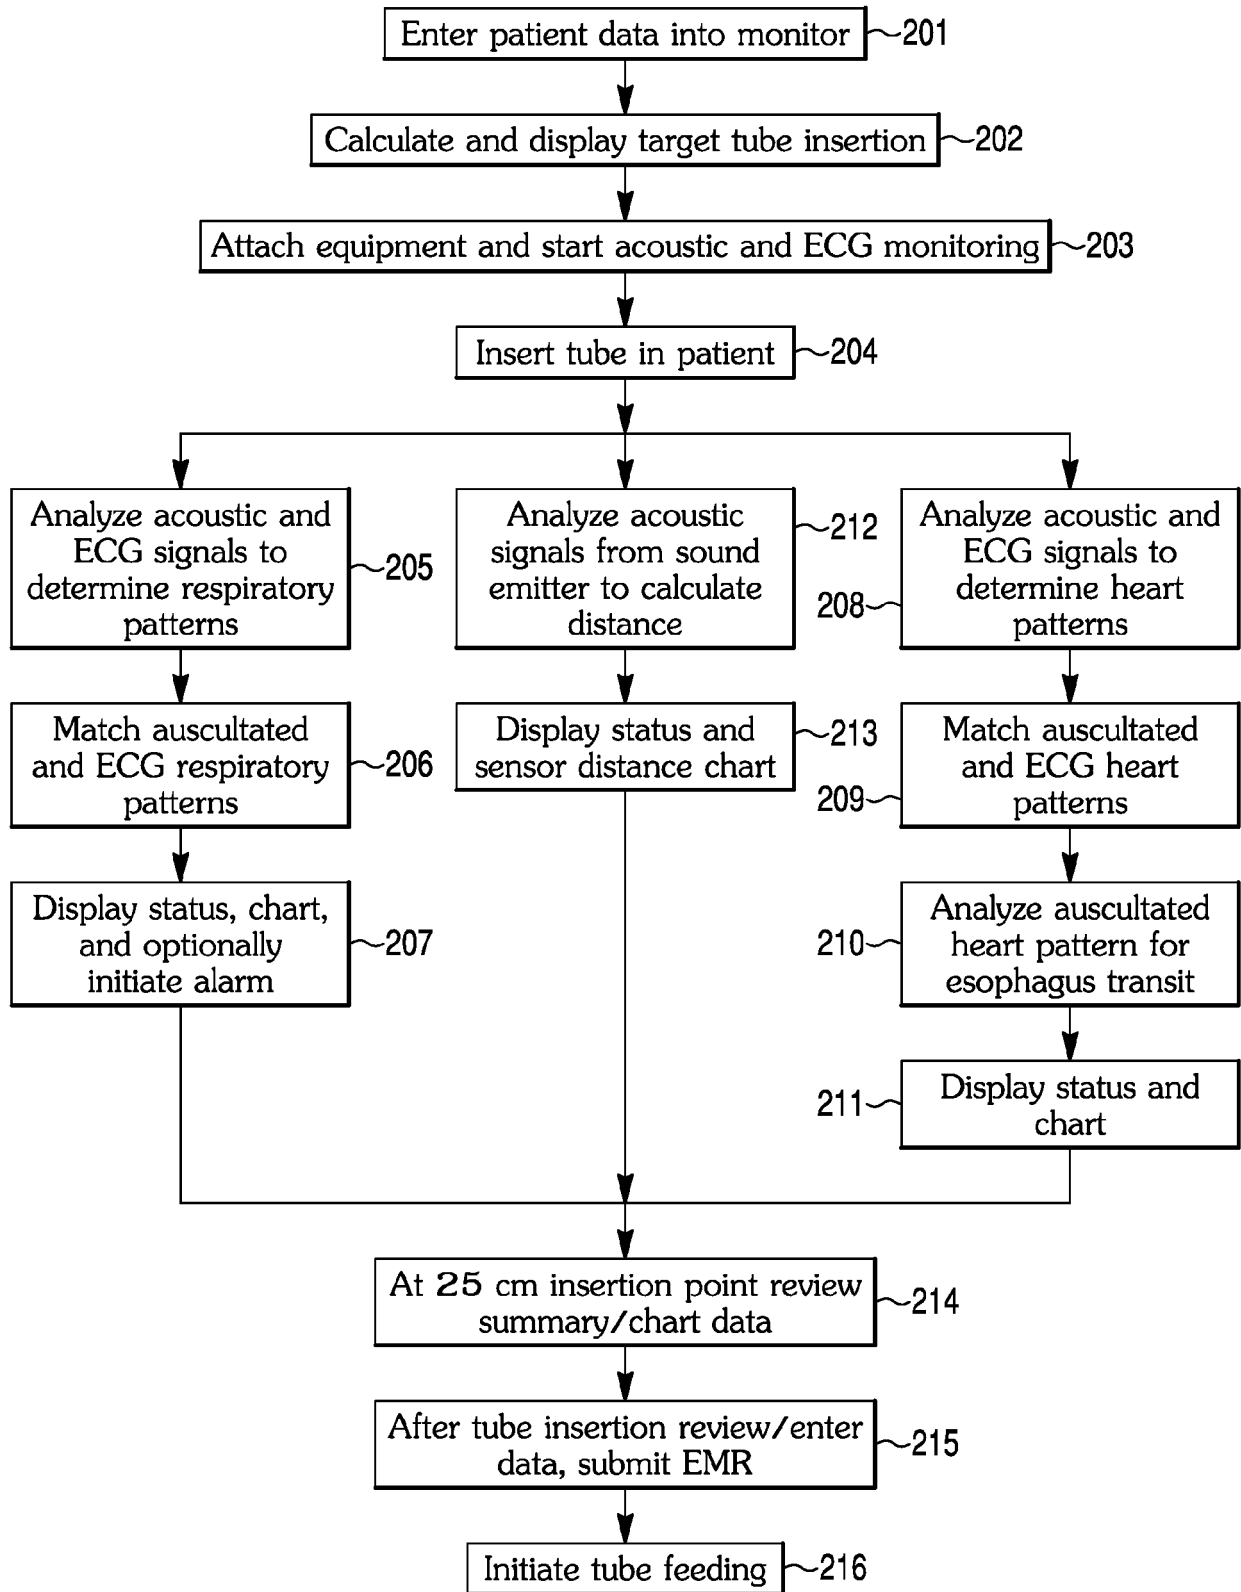 Enter patient data into monitor
201
Calculate and display target tube insertion
202
Attach equipment and start acoustic and ECG monitoring
203
Insert tube in patient
204
Analyze acoustic and
ECG signals to
determine respiratory
patterns
205
Match auscultated
and ECG respiratory
patterns
206
Display status, chart,
and optionally
initiate alarm
207
Analyze acoustic
signals from sound
emitter to calculate
distance
212
Display status and
sensor distance chart
213
Analyze acoustic and
ECG signals to
determine heart
patterns
208
Match auscultated
and ECG heart
patterns
209
Analyze auscultated
heart pattern for
esophagus transit
210
Display status and
chart
211
At 25 cm insertion point review
summary/chart data
214
After tube insertion review/enter
data, submit EMR
215
Initiate tube feeding
216